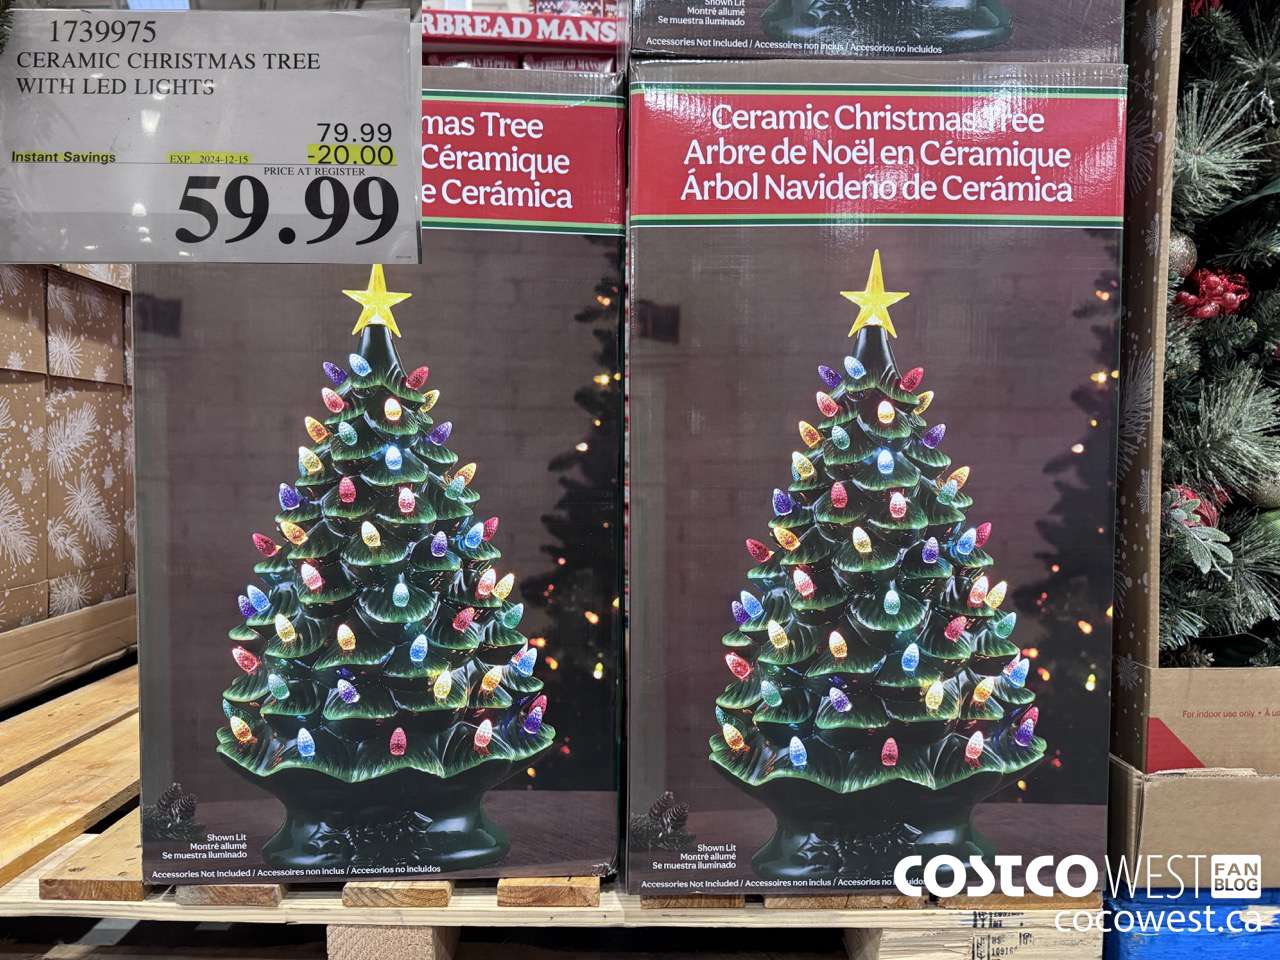 1739975
CERAMIC CHRISTMAS TREE
WITH LED LIGHTS
79.99
Instant Savings EXP. 2024-12-15 -20.00
PRICE AT REGISTER
59.99
RBREAD MANS
Shown Lit
Montré allumé
Se muestra iluminado
Accessories Not Included / Accessoires non inclus / Accesorios no incluidos
mas Tree
Céramique
e Cerámica
Ceramic Christmas Tree
Arbre de Noël en Céramique
Árbol Navideño de Cerámica
Shown Lit
Montré allumé
Se muestra iluminado
Accessories Not Included / Accessoires non inclus / Accesorios no incluidos
Shown Lit
Montré allumé
Se muestra iluminado
Accessories Not Included / Accessoires non inclus / Accesorios no incluidos
For indoor use only • À u
COSTCO WEST FAN BLOG
cocowest.ca